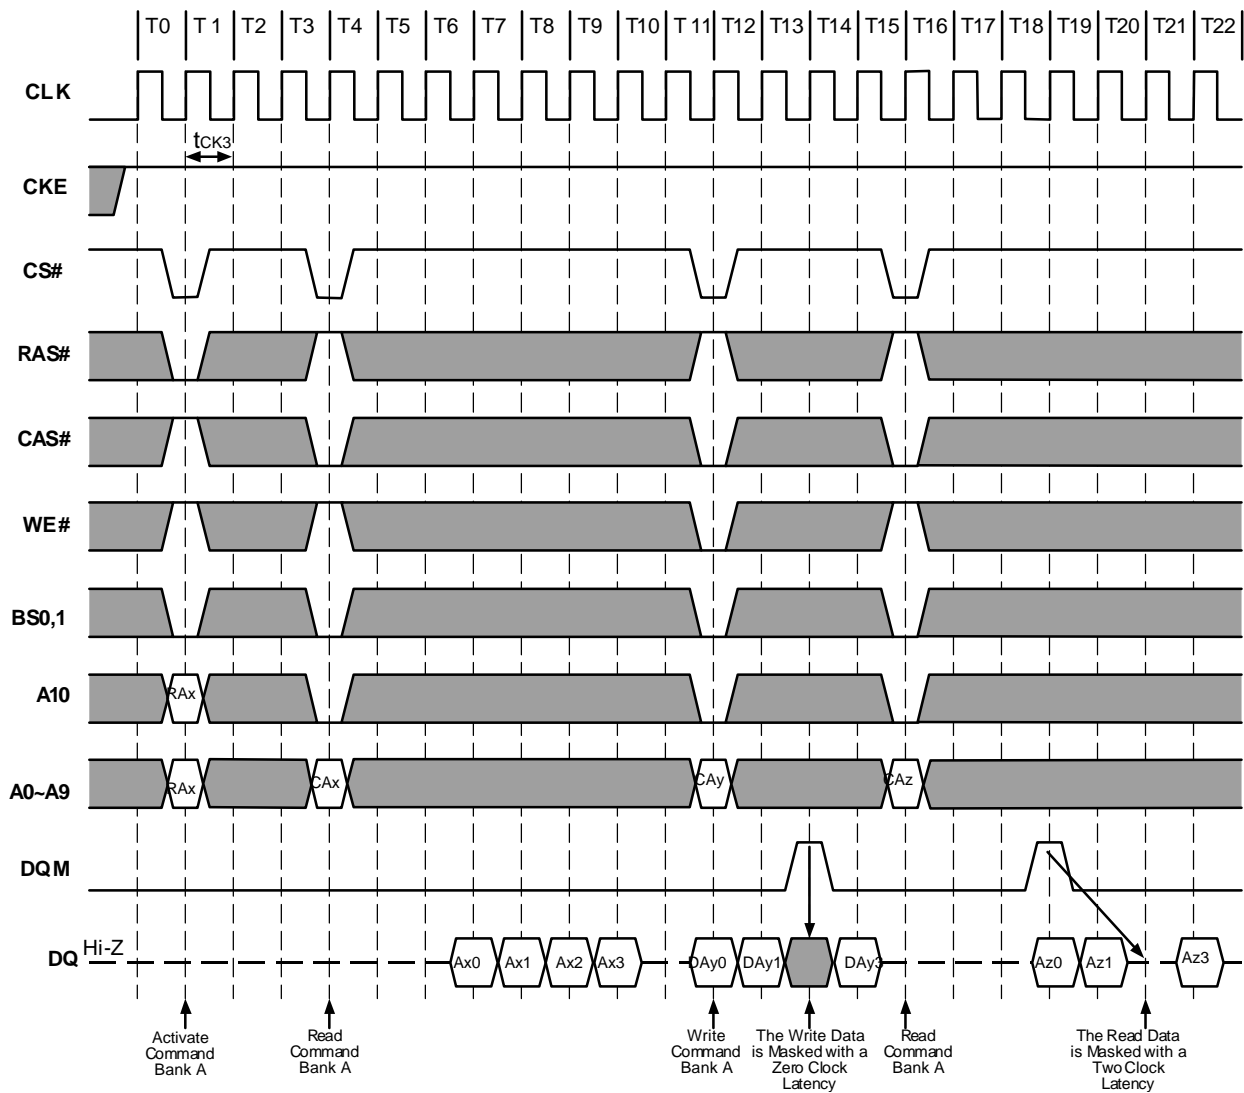 T0 T1 T2 T3 T4 T5 T6 T7 T8 T9 T10 T11 T12 T13 T14 T15 T16 T17 T18 T19 T20 T21 T22
CLK
tCK3
CKE
CS#
RAS#
CAS#
WE#
BS0,1
A10
RAx
A0~A9
RAx CAx CAy CAz
DQM
DQ Hi-Z Ax0 Ax1 Ax2 Ax3 DAy0 DAy1 DAy3 Az0 Az1 Az3
Activate
Command
Bank A
Read
Command
Bank A
Write
Command
Bank A
The Write Data
is Masked with a
Zero Clock
Latency
Read
Command
Bank A
The Read Data
is Masked with a
Two Clock
Latency